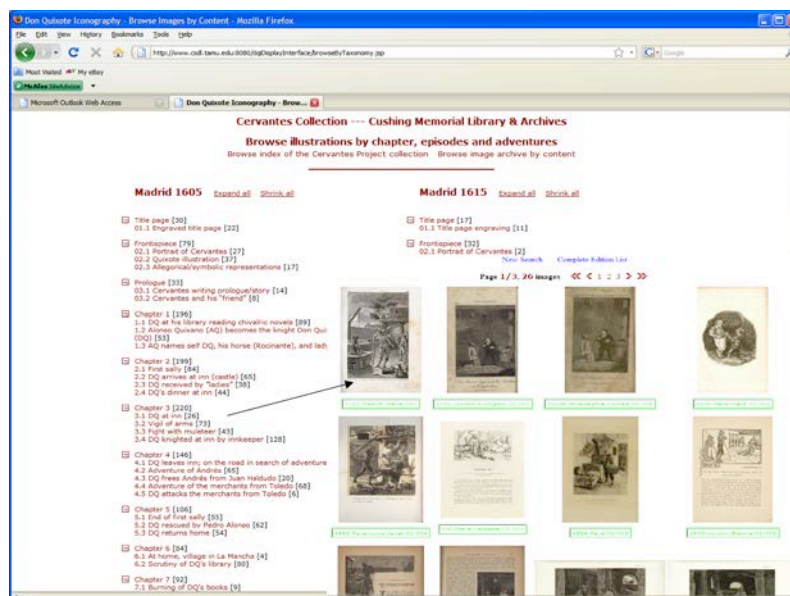 Don Quixote Iconography - Browse Images by Content - Mozilla Firefox
File Edit View History Bookmarks Tools Help
http://www.csdl.tamu.edu:8080/dqiDisplayInterface/browseByTaxonomy.jsp
Google
Most Visited My eBay
McAfee SiteAdvisor
Microsoft Outlook Web Access
Don Quixote Iconography - Brow...
Cervantes Collection --- Cushing Memorial Library & Archives
Browse illustrations by chapter, episodes and adventures
Browse index of the Cervantes Project collection Browse image archive by content
Madrid 1605 Expand all Shrink all
Title page [30]
01.1 Engraved title page [22]
Frontispiece [79]
02.1 Portrait of Cervantes [27]
02.2 Quixote illustration [37]
02.3 Allegorical/symbolic representations [17]
Prologue [33]
03.1 Cervantes writing prologue/story [14]
03.2 Cervantes and his "friend" [8]
Chapter 1 [196]
1.1 DQ at his library reading chivalric novels [89]
1.2 Alonso Quixano (AQ) becomes the knight Don Qui
(DQ) [53]
1.3 AQ names self DQ, his horse (Rocinante), and lady
Chapter 2 [199]
2.1 First sally [84]
2.2 DQ arrives at inn (castle) [65]
2.3 DQ received by "ladies" [38]
2.4 DQ's dinner at inn [44]
Chapter 3 [220]
3.1 DQ at inn [26]
3.2 Vigil of arms [73]
3.3 Fight with muleteer [43]
3.4 DQ knighted at inn by innkeeper [128]
Chapter 4 [146]
4.1 DQ leaves inn; on the road in search of adventure
4.2 Adventure of Andrés [65]
4.3 DQ frees Andrés from Juan Haldudo [20]
4.4 Adventure of the merchants from Toledo [68]
4.5 DQ attacks the merchants from Toledo [6]
Chapter 5 [106]
5.1 End of first sally [55]
5.2 DQ rescued by Pedro Alonso [62]
5.3 DQ returns home [54]
Chapter 6 [84]
6.1 At home, village in La Mancha [4]
6.2 Scrutiny of DQ's library [80]
Chapter 7 [92]
7.1 Burning of DQ's books [9]
Madrid 1615 Expand all Shrink all
Title page [17]
01.1 Title page engraving [11]
Frontispiece [32]
02.1 Portrait of Cervantes [2]
New Search Complete Edition List
Page 1/3, 26 images 1 2 3